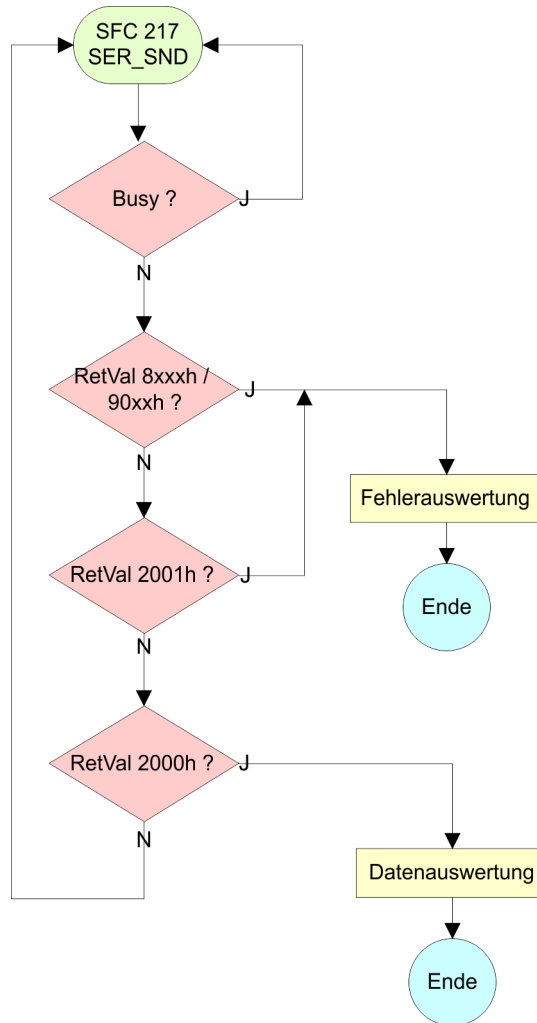 SFC 217
SER_SND
Busy ?
J
N
RetVal 8xxxh /
90xxh ?
J
N
Fehlerauswertung
RetVal 2001h ?
J
Ende
N
RetVal 2000h ?
J
N
Datenauswertung
Ende